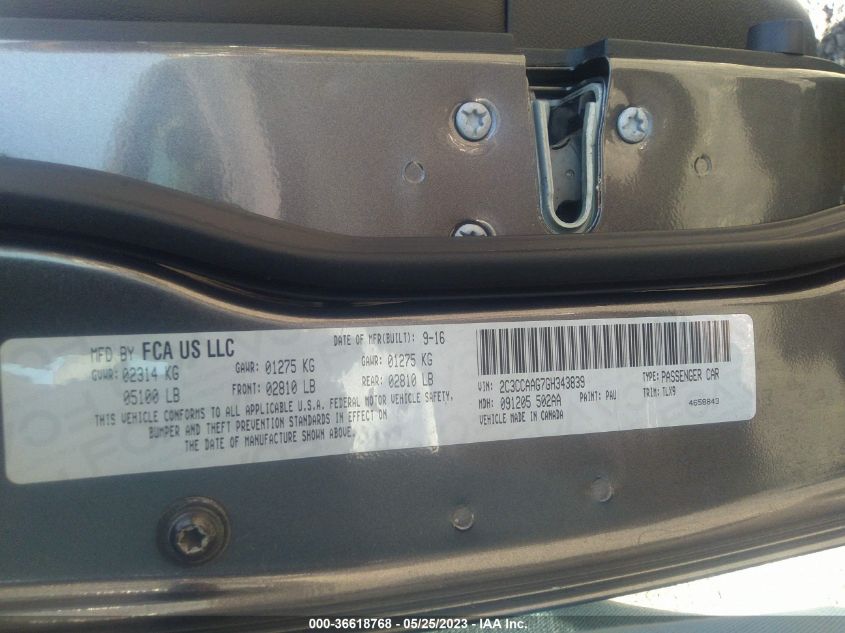 MFD BY FCA US LLC
DATE OF MFR(BUILT): 9-16
GVWR: 02314 KG
GAWR: 01275 KG
GAWR: 01275 KG
05100 LB
FRONT: 02810 LB
REAR: 02810 LB
THIS VEHICLE CONFORMS TO ALL APPLICABLE U.S.A. FEDERAL MOTOR VEHICLE SAFETY,
BUMPER AND THEFT PREVENTION STANDARDS IN EFFECT ON
THE DATE OF MANUFACTURE SHOWN ABOVE.
VIN: 2C3CCAAG7GH343839
TYPE: PASSENGER CAR
MDH: 091205 502AA
PAINT: PAU
TRIM: TLX9
VEHICLE MADE IN CANADA
4658843
000-36618768 - 05/25/2023 - IAA Inc.